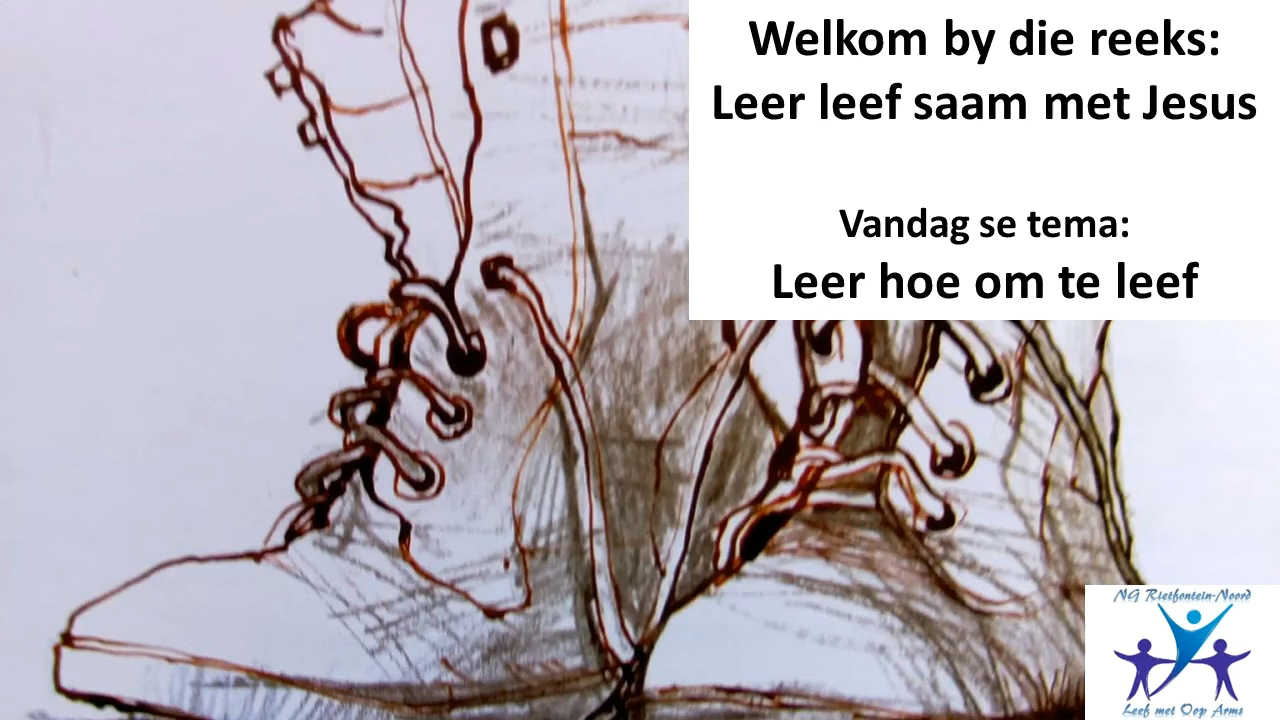 Welkom by die reeks:
Leer leef saam met Jesus
Vandag se tema:
Leer hoe om te leef
NG Rietfontein-Noord
Leef met Oop Arms